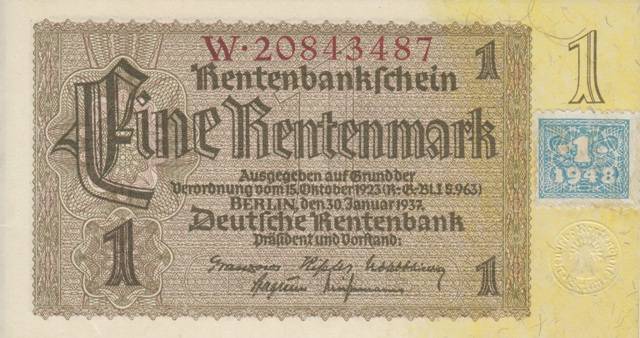 W·20843487
1
1
Rentenbankschein
Eine Rentenmark
Ausgegeben auf Grund der
Verordnung vom 15. Oktober 1923 (R.-G.-Bl. I S. 963)
BERLIN, den 30. Januar 1937.
Deutsche Rentenbank
Präsident und Vorstand:
1
1
·1·
1948